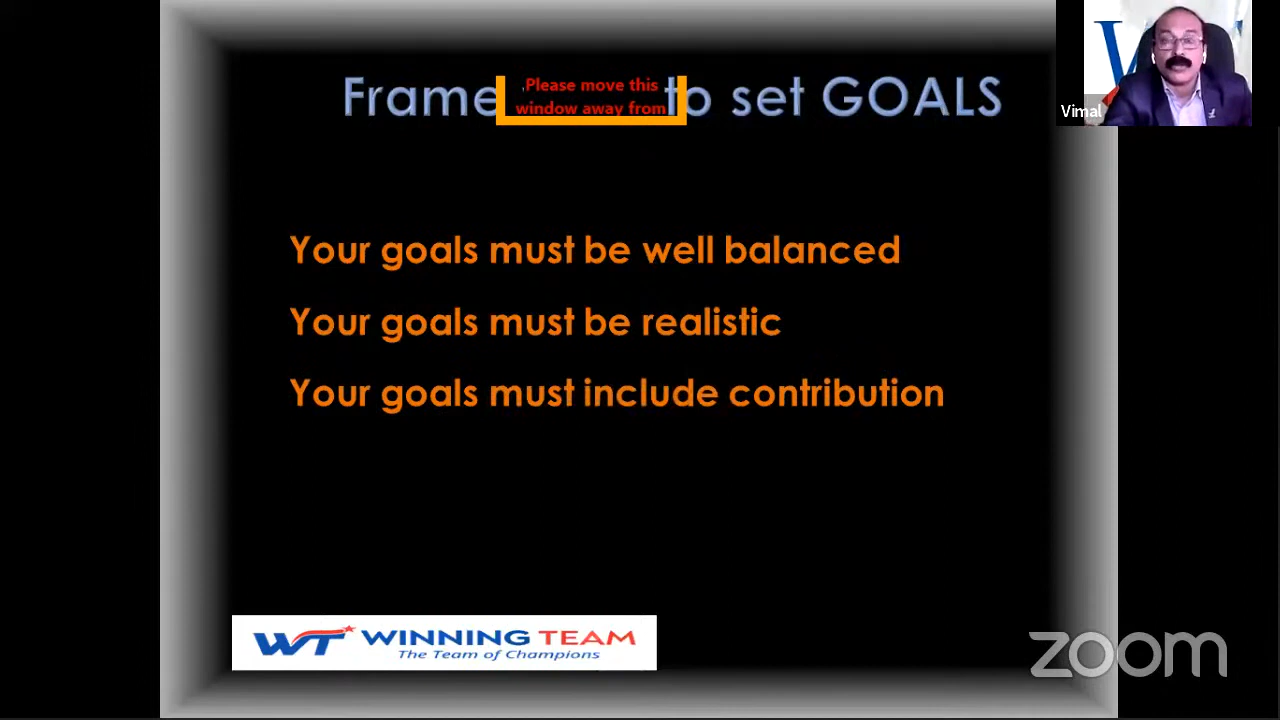 Frame to set GOALS
Please move this
window away from
Vimal
Your goals must be well balanced
Your goals must be realistic
Your goals must include contribution
WT WINNING TEAM
The Team of Champions
zoom